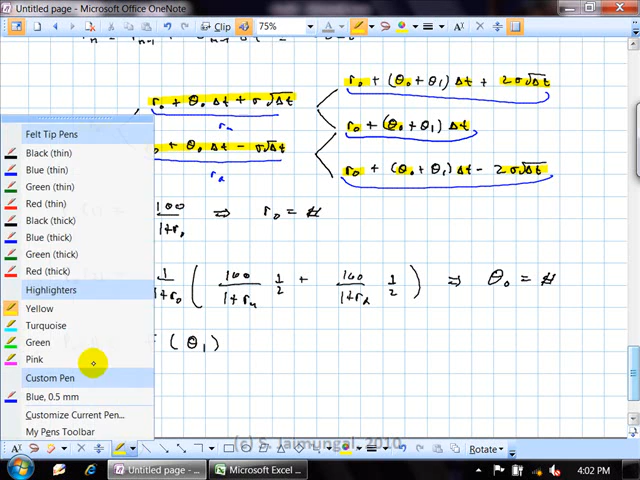 Untitled page - Microsoft Office OneNote
75%
r₀ + θ₀ Δt + σ√Δt
rᵤ
r₀ + (θ₀ + θ₁) Δt + 2σ√Δt
r₀ + (θ₀ + θ₁) Δt
+ θ₀ Δt - σ√Δt
r_d
r₀ + (θ₀ + θ₁) Δt - 2σ√Δt
100/1+r₀ ⇒ r₀ = #
1/1+r₀ ( 100/1+rᵤ 1/2 + 100/1+r_d 1/2 ) ⇒ θ₀ = #
(θ₁)
Felt Tip Pens
Black (thin)
Blue (thin)
Green (thin)
Red (thin)
Black (thick)
Blue (thick)
Green (thick)
Red (thick)
Highlighters
Yellow
Turquoise
Green
Pink
Custom Pen
Blue, 0.5 mm
Customize Current Pen...
My Pens Toolbar
(c) S. Jaimungal, 2010
Rotate
Untitled page - ...
Microsoft Excel ...
4:02 PM